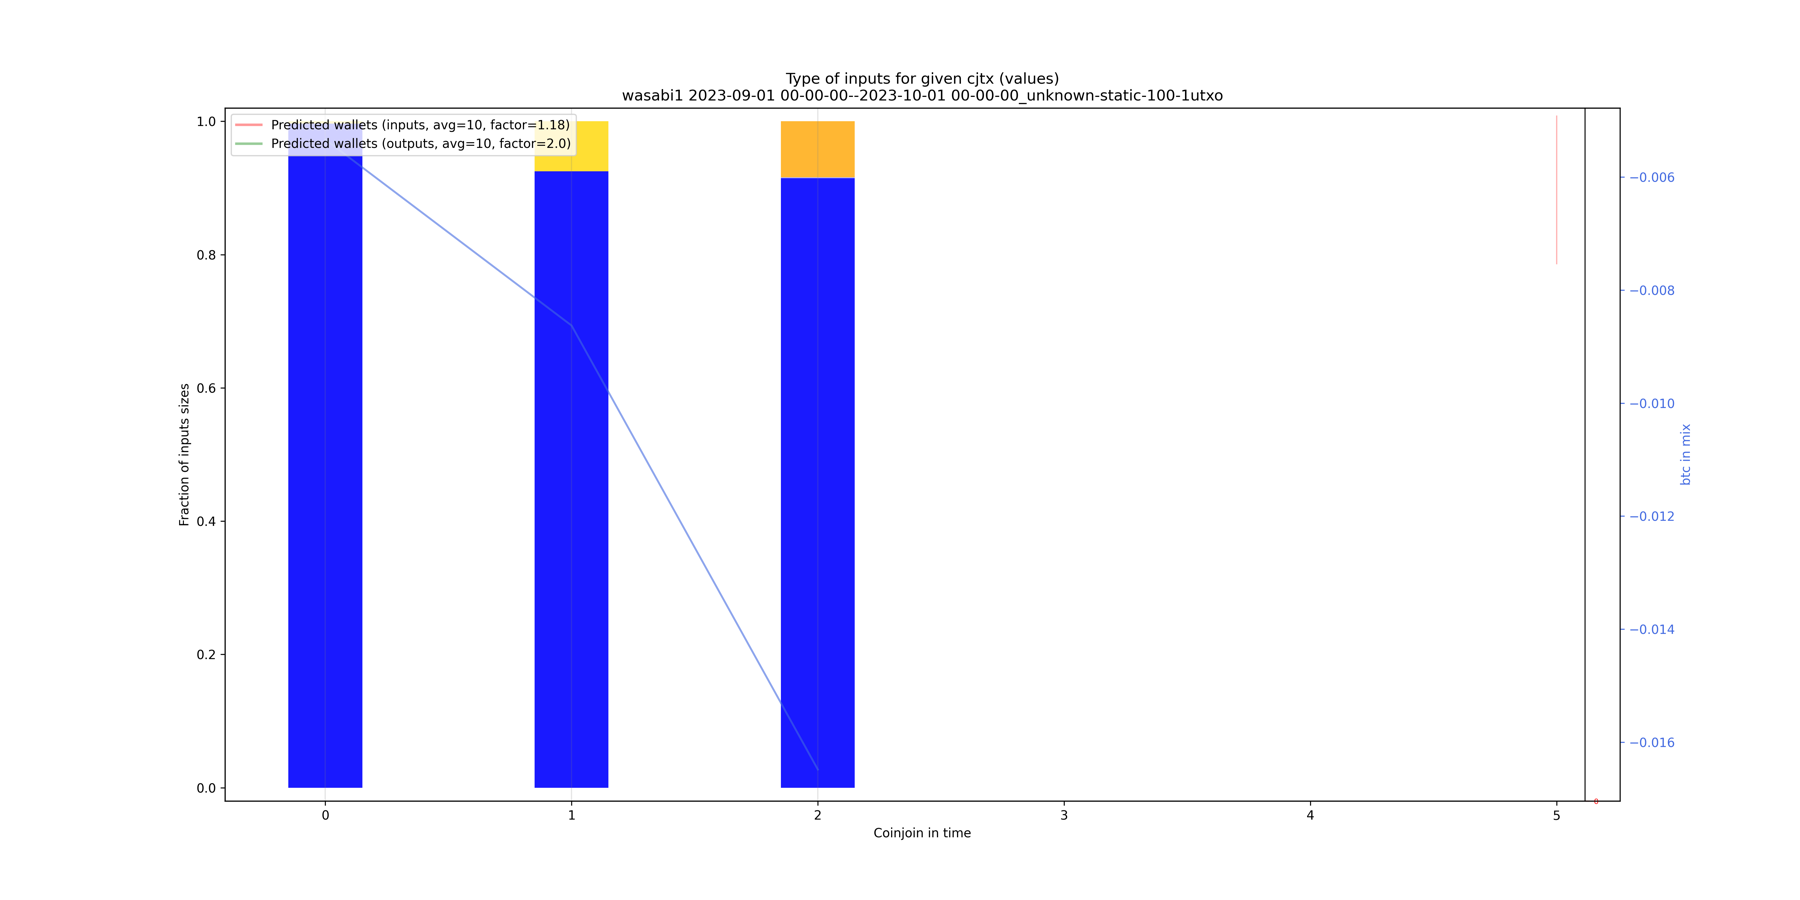 Type of inputs for given cjtx (values)
wasabi1 2023-09-01 00-00-00--2023-10-01 00-00-00_unknown-static-100-1utxo
Predicted wallets (inputs, avg=10, factor=1.18)
Predicted wallets (outputs, avg=10, factor=2.0)
1.0
0.8
0.6
0.4
0.2
0.0
Fraction of inputs sizes
0 1 2 3 4 5
Coinjoin in time
−0.006
−0.008
−0.010
−0.012
−0.014
−0.016
btc in mix
0